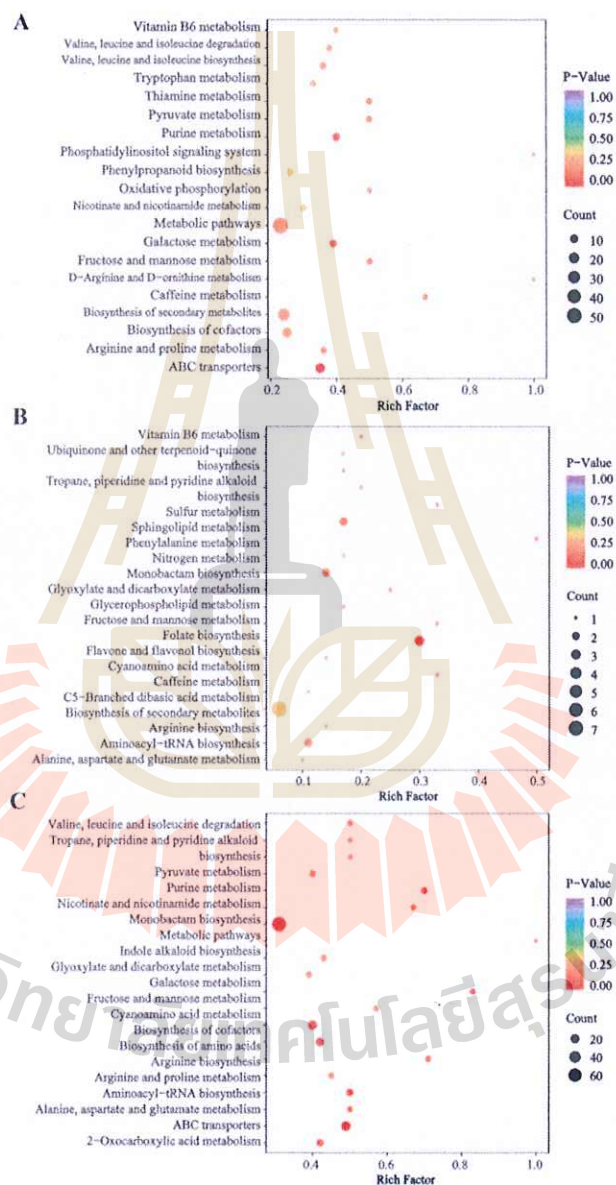 A
Vitamin B6 metabolism
Valine, leucine and isoleucine degradation
Valine, leucine and isoleucine biosynthesis
Tryptophan metabolism
Thiamine metabolism
Pyruvate metabolism
Purine metabolism
Phosphatidylinositol signaling system
Phenylpropanoid biosynthesis
Oxidative phosphorylation
Nicotinate and nicotinamide metabolism
Metabolic pathways
Galactose metabolism
Fructose and mannose metabolism
D-Arginine and D-ornithine metabolism
Caffeine metabolism
Biosynthesis of secondary metabolites
Biosynthesis of cofactors
Arginine and proline metabolism
ABC transporters
0.2 0.4 0.6 0.8 1.0
Rich Factor
P-Value
1.00
0.75
0.50
0.25
0.00
Count
10
20
30
40
50
B
Vitamin B6 metabolism
Ubiquinone and other terpenoid-quinone
biosynthesis
Tropane, piperidine and pyridine alkaloid
biosynthesis
Sulfur metabolism
Sphingolipid metabolism
Phenylalanine metabolism
Nitrogen metabolism
Monobactam biosynthesis
Glyoxylate and dicarboxylate metabolism
Glycerophospholipid metabolism
Fructose and mannose metabolism
Folate biosynthesis
Flavone and flavonol biosynthesis
Cyanoamino acid metabolism
Caffeine metabolism
C5-Branched dibasic acid metabolism
Biosynthesis of secondary metabolites
Arginine biosynthesis
Aminoacyl-tRNA biosynthesis
Alanine, aspartate and glutamate metabolism
0.1 0.2 0.3 0.4 0.5
Rich Factor
P-Value
1.00
0.75
0.50
0.25
0.00
Count
1
2
3
4
5
6
7
C
Valine, leucine and isoleucine degradation
Tropane, piperidine and pyridine alkaloid
biosynthesis
Pyruvate metabolism
Purine metabolism
Nicotinate and nicotinamide metabolism
Monobactam biosynthesis
Metabolic pathways
Indole alkaloid biosynthesis
Glyoxylate and dicarboxylate metabolism
Galactose metabolism
Fructose and mannose metabolism
Cyanoamino acid metabolism
Biosynthesis of cofactors
Biosynthesis of amino acids
Arginine biosynthesis
Arginine and proline metabolism
Aminoacyl-tRNA biosynthesis
Alanine, aspartate and glutamate metabolism
ABC transporters
2-Oxocarboxylic acid metabolism
0.4 0.6 0.8 1.0
Rich Factor
P-Value
1.00
0.75
0.50
0.25
0.00
Count
20
40
60